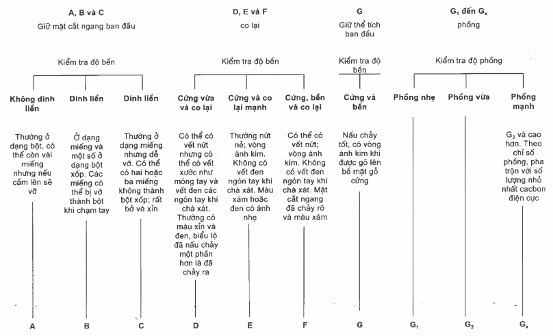 A, B và C
Giữ mặt cắt ngang ban đầu
D, E và F
co lại
G
Giữ thể tích
ban đầu
G₁ đến Gₓ
phồng
Kiểm tra độ bền
Kiểm tra độ bền
Kiểm tra độ
bền
Kiểm tra độ phồng
Không dính
liền
Dính liền
Dính liền
Cứng vừa
và co lại
Cứng và co
lại mạnh
Cứng, bền
và co lại
Cứng và
bền
Phồng nhẹ
Phồng vừa
Phồng
mạnh
Thường ở
dạng bột, có
thể còn vài
miếng
nhưng nếu
cầm lên sẽ
vỡ
Ở dạng
miếng và
một số ở
dạng bột
xốp. Các
miếng có
thể bị vỡ
thành bột
khi chạm tay
Thường ở
dạng miếng
nhưng dễ
vỡ. Có thể
có hai hoặc
ba miếng
không thành
bột xốp; rất
bở và xỉn
Có thể có
vết nứt
nhưng co và
có thể có vết
xước như
móng tay và
vết đen các
ngón tay khi
chà xát.
Thường có
màu xỉn và
đen, biểu lộ
đã nấu chảy
một phần
hơn là đã
chảy ra
Thường nứt
nẻ; vòng
ánh kim.
Không có
vết đen
ngón tay khi
chà xát. Màu
xám hoặc
đen có ánh
nhẹ
Có thể có
vết nứt;
vòng ánh
kim. Không
có vết đen
ngón tay khi
chà xát. Mặt
cắt ngang
đã chảy rõ
và màu xám
Nấu chảy
tốt, có vòng
ánh kim khi
được gõ lên
bề mặt gỗ
cứng
G₃ và cao
hơn. Theo
chỉ số
phồng, pha
trộn với số
lượng nhỏ
nhất cacbon
điện cực
A
B
C
D
E
F
G
G₁
G₂
Gₓ